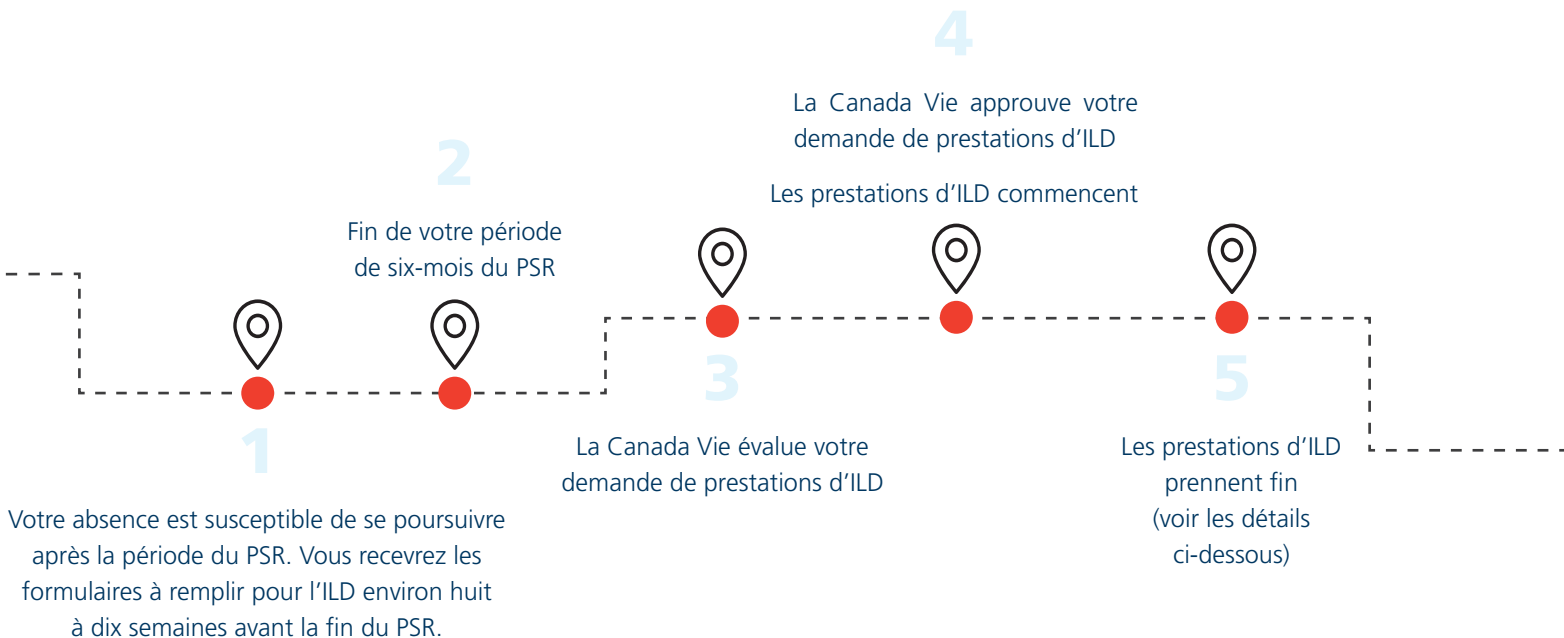 1
Votre absence est susceptible de se poursuivre
après la période du PSR. Vous recevrez les
formulaires à remplir pour l’ILD environ huit
à dix semaines avant la fin du PSR.
2
Fin de votre période
de six-mois du PSR
3
La Canada Vie évalue votre
demande de prestations d’ILD
4
La Canada Vie approuve votre
demande de prestations d’ILD
Les prestations d’ILD commencent
5
Les prestations d’ILD
prennent fin
(voir les détails
ci-dessous)